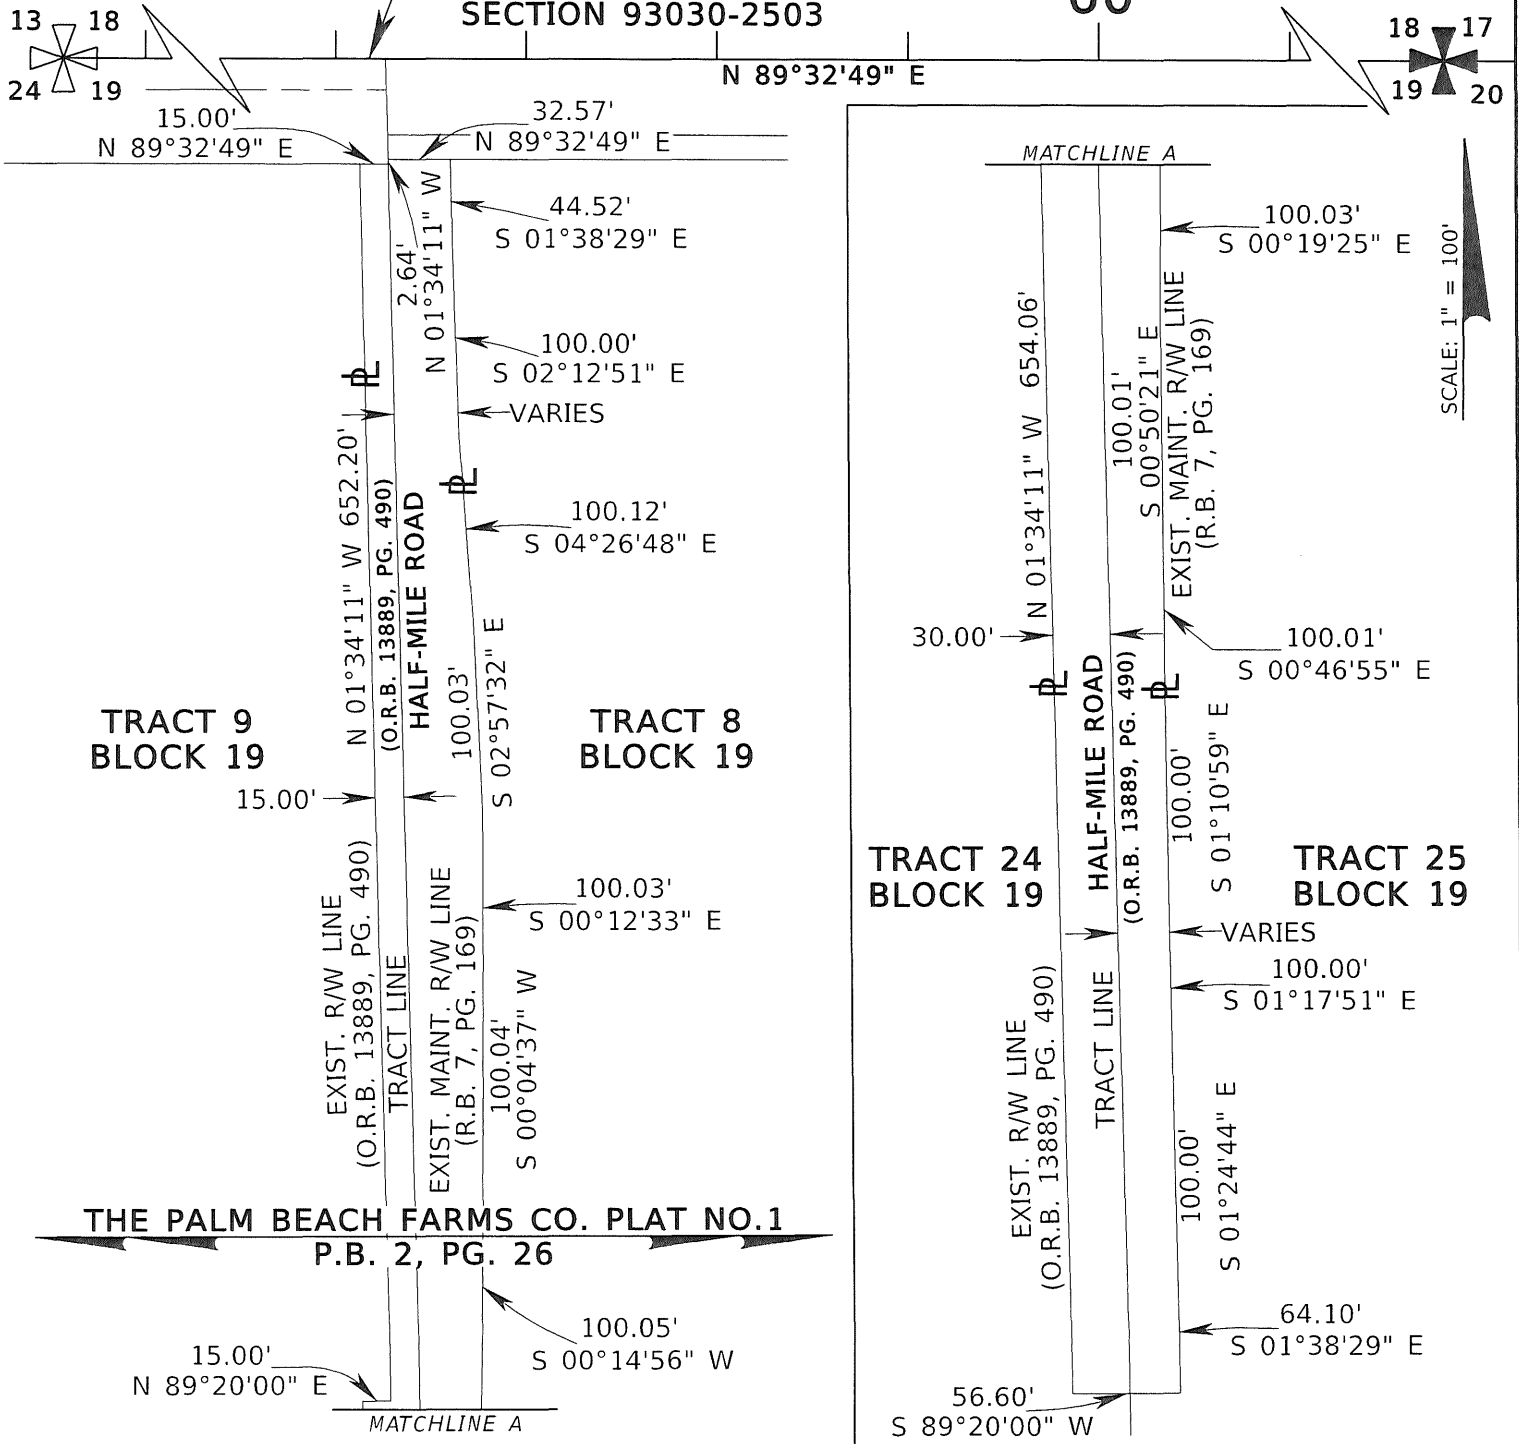 SECTION 93030-2503
13 18
24 19
N 89°32'49" E
18 17
19 20
15.00'
N 89°32'49" E
32.57'
N 89°32'49" E
2.64'
N 01°34'11" W
44.52'
S 01°38'29" E
100.00'
S 02°12'51" E
VARIES
PL
PL
100.12'
S 04°26'48" E
N 01°34'11" W 652.20'
(O.R.B. 13889, PG. 490)
HALF-MILE ROAD
100.03'
S 02°57'32" E
TRACT 9
BLOCK 19
TRACT 8
BLOCK 19
15.00'
100.03'
S 00°12'33" E
EXIST. R/W LINE
(O.R.B. 13889, PG. 490)
TRACT LINE
EXIST. MAINT. R/W LINE
(R.B. 7, PG. 169)
100.04'
S 00°04'37" W
THE PALM BEACH FARMS CO. PLAT NO.1
P.B. 2, PG. 26
100.05'
S 00°14'56" W
15.00'
N 89°20'00" E
MATCHLINE A
MATCHLINE A
100.03'
S 00°19'25" E
SCALE: 1" = 100'
N 01°34'11" W 654.06'
100.01'
S 00°50'21" E
EXIST. MAINT. R/W LINE
(R.B. 7, PG. 169)
30.00'
100.01'
S 00°46'55" E
PL
PL
HALF-MILE ROAD
(O.R.B. 13889, PG. 490)
100.00'
S 01°10'59" E
TRACT 24
BLOCK 19
TRACT 25
BLOCK 19
VARIES
100.00'
S 01°17'51" E
EXIST. R/W LINE
(O.R.B. 13889, PG. 490)
TRACT LINE
100.00'
S 01°24'44" E
64.10'
S 01°38'29" E
56.60'
S 89°20'00" W